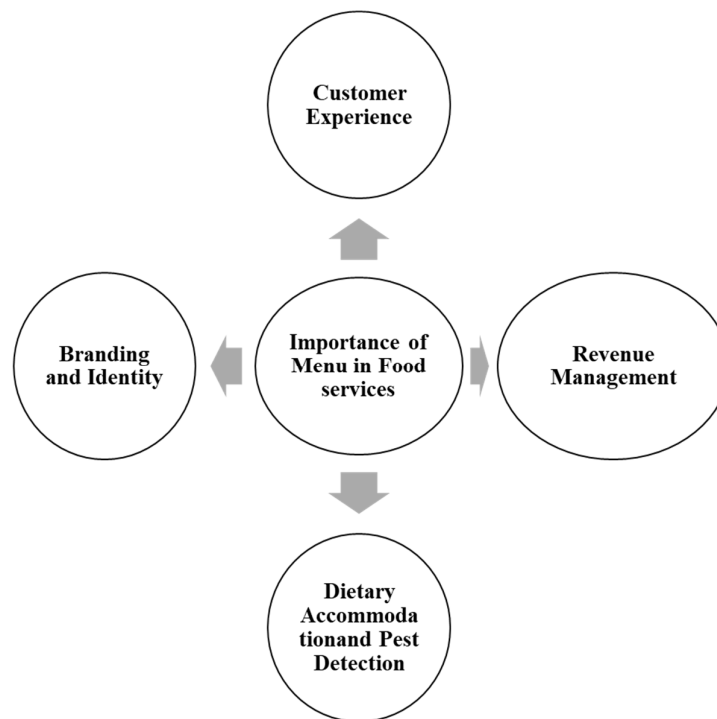 Customer
Experience
Branding
and Identity
Importance of
Menu in Food
services
Revenue
Management
Dietary
Accommoda
tionand Pest
Detection